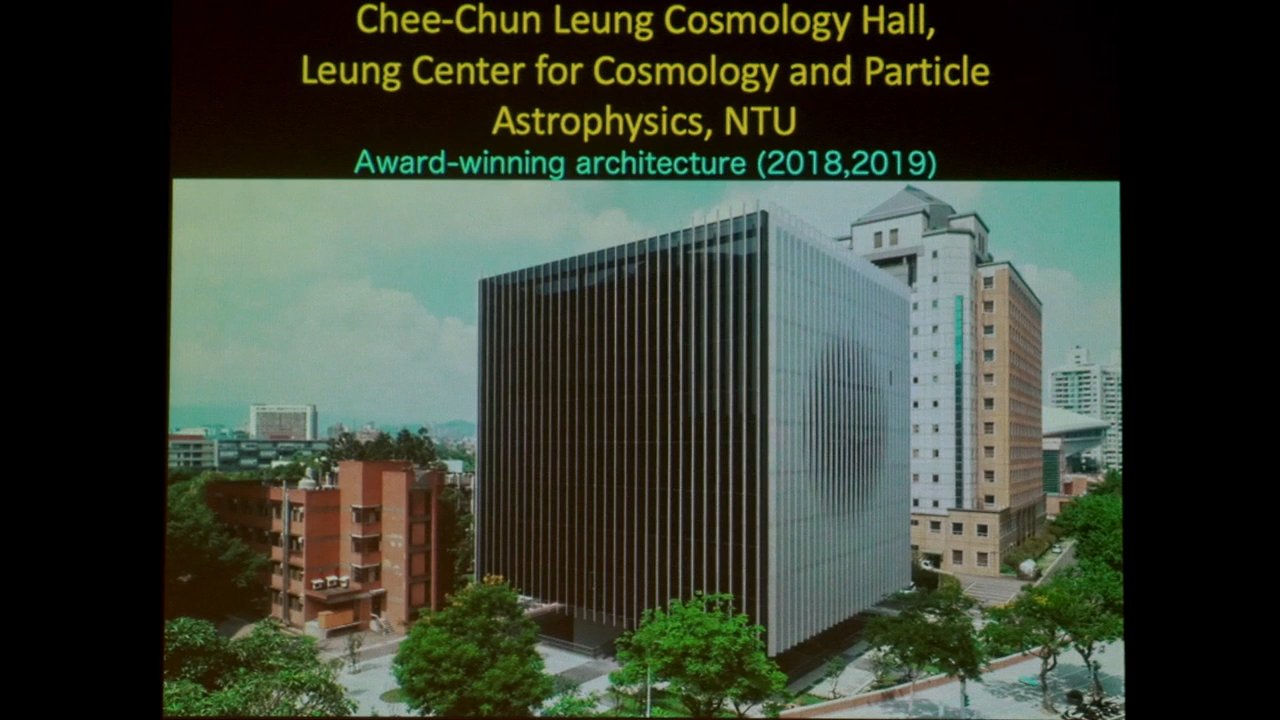 Chee-Chun Leung Cosmology Hall,
Leung Center for Cosmology and Particle
Astrophysics, NTU
Award-winning architecture (2018,2019)